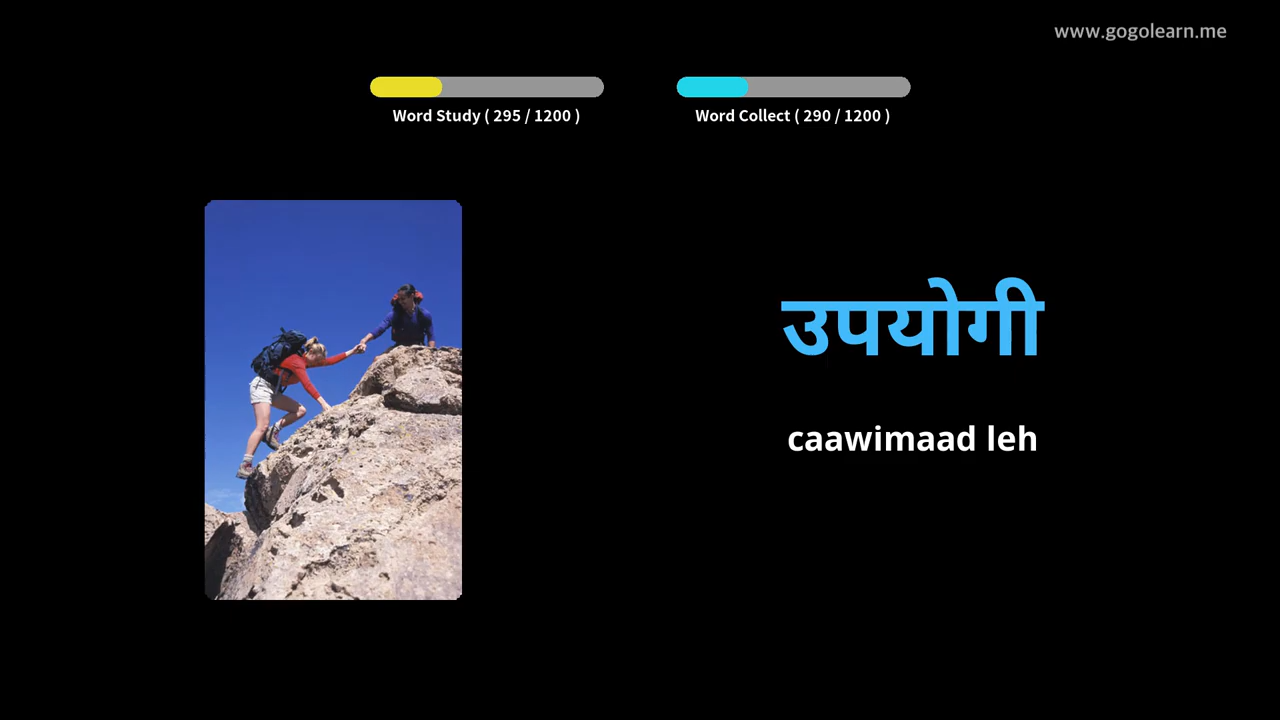 www.gogolearn.me
Word Study ( 295 / 1200 )
Word Collect ( 290 / 1200 )
उपयोगी
caawimaad leh